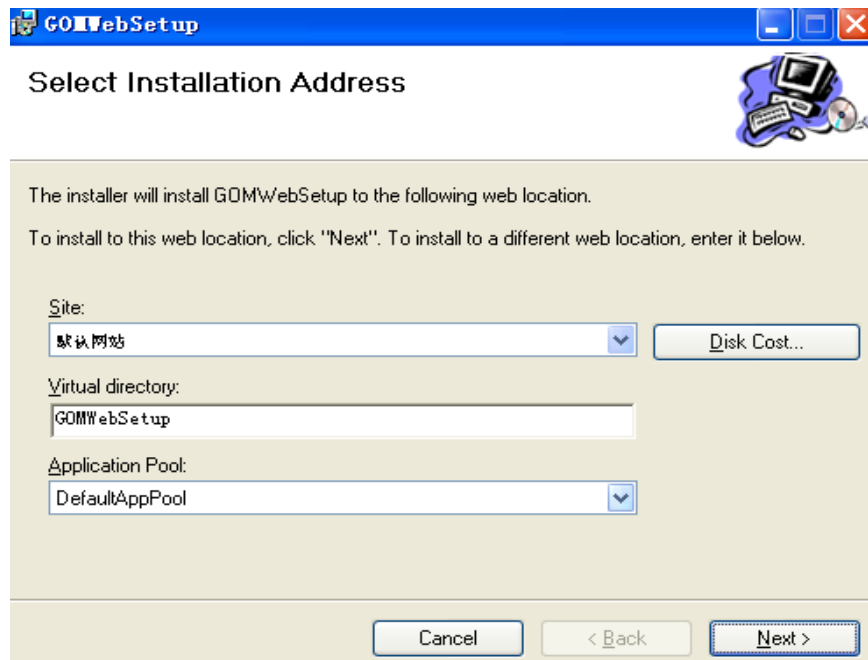 GOMWebSetup
Select Installation Address
The installer will install GOMWebSetup to the following web location.
To install to this web location, click "Next". To install to a different web location, enter it below.
Site:
默认网站
Disk Cost...
Virtual directory:
GOMWebSetup
Application Pool:
DefaultAppPool
Cancel
< Back
Next >